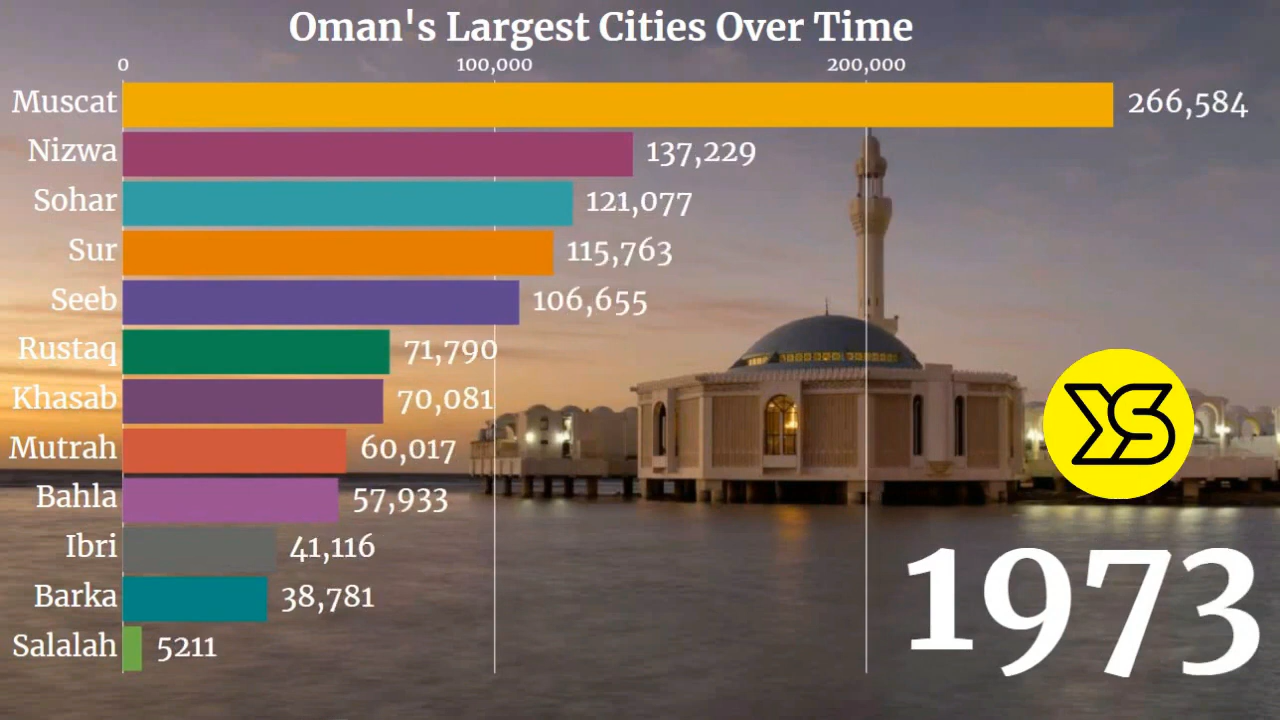 Oman's Largest Cities Over Time
0 100,000 200,000
Muscat 266,584
Nizwa 137,229
Sohar 121,077
Sur 115,763
Seeb 106,655
Rustaq 71,790
Khasab 70,081
Mutrah 60,017
Bahla 57,933
Ibri 41,116
Barka 38,781
Salalah 5211
YS
1973